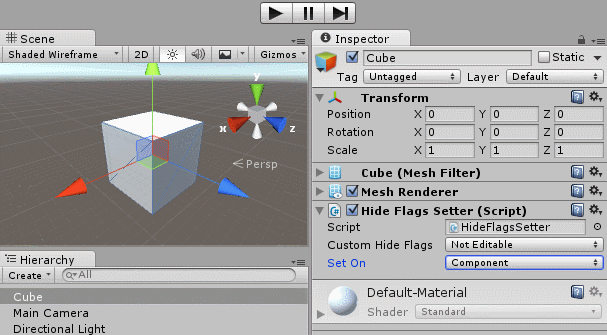 Scene
Shaded Wireframe 2D Gizmos
y
x z
Persp
Hierarchy
Create All
Cube
Main Camera
Directional Light
Inspector
Cube Static
Tag Untagged Layer Default
Transform
Position X 0 Y 0 Z 0
Rotation X 0 Y 0 Z 0
Scale X 1 Y 1 Z 1
Cube (Mesh Filter)
Mesh Renderer
Hide Flags Setter (Script)
Script HideFlagsSetter
Custom Hide Flags Not Editable
Set On Component
Default-Material
Shader Standard